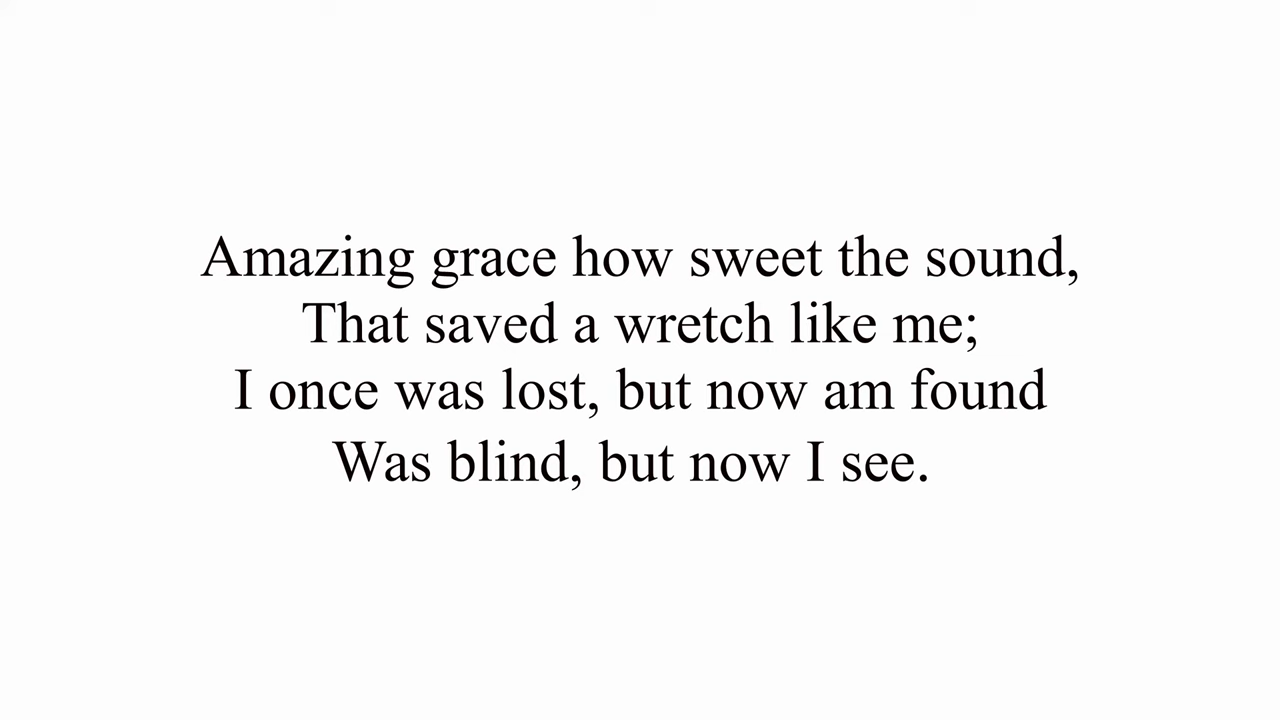 Amazing grace how sweet the sound,
That saved a wretch like me;
I once was lost, but now am found
Was blind, but now I see.